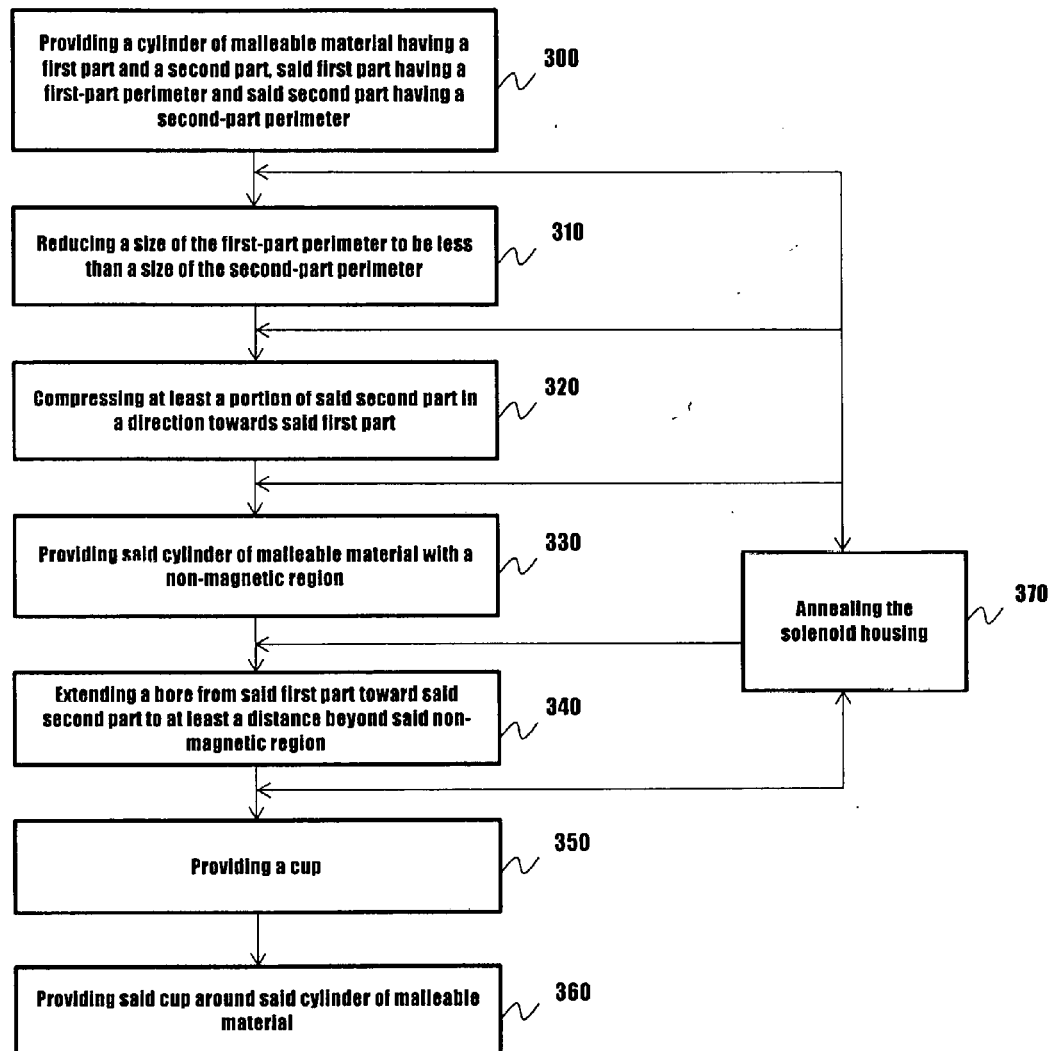 Providing a cylinder of malleable material having a
first part and a second part, said first part having a
first-part perimeter and said second part having a
second-part perimeter
300
Reducing a size of the first-part perimeter to be less
than a size of the second-part perimeter
310
Compressing at least a portion of said second part in
a direction towards said first part
320
Providing said cylinder of malleable material with a
non-magnetic region
330
Annealing the
solenoid housing
370
Extending a bore from said first part toward said
second part to at least a distance beyond said non-
magnetic region
340
Providing a cup
350
Providing said cup around said cylinder of malleable
material
360